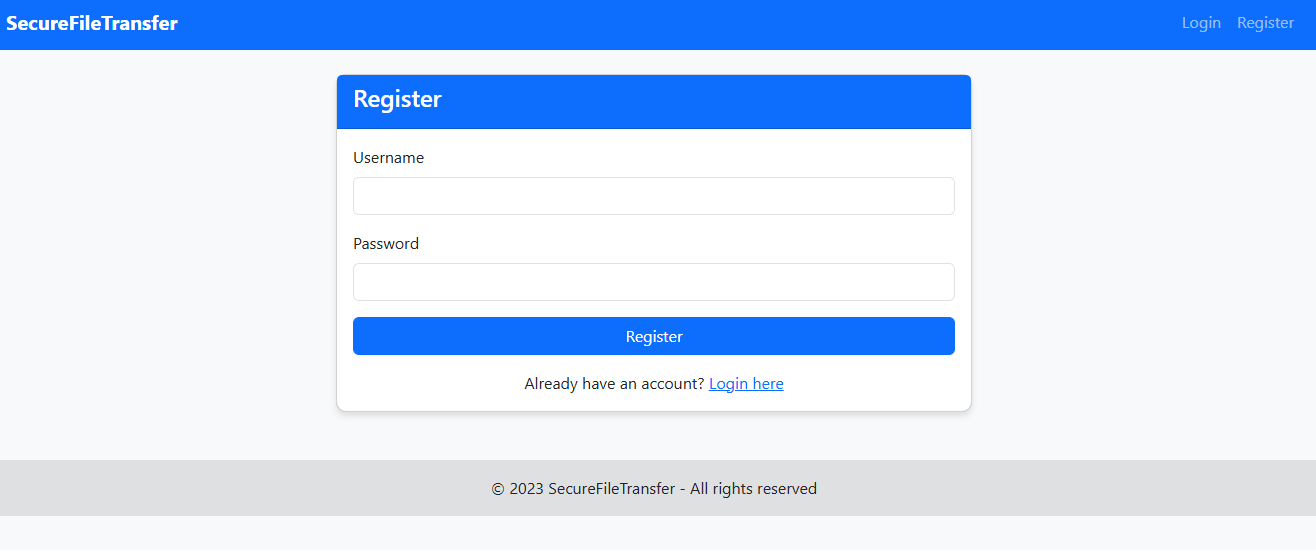 SecureFileTransfer
Login Register
Register
Username
Password
Register
Already have an account? Login here
© 2023 SecureFileTransfer - All rights reserved